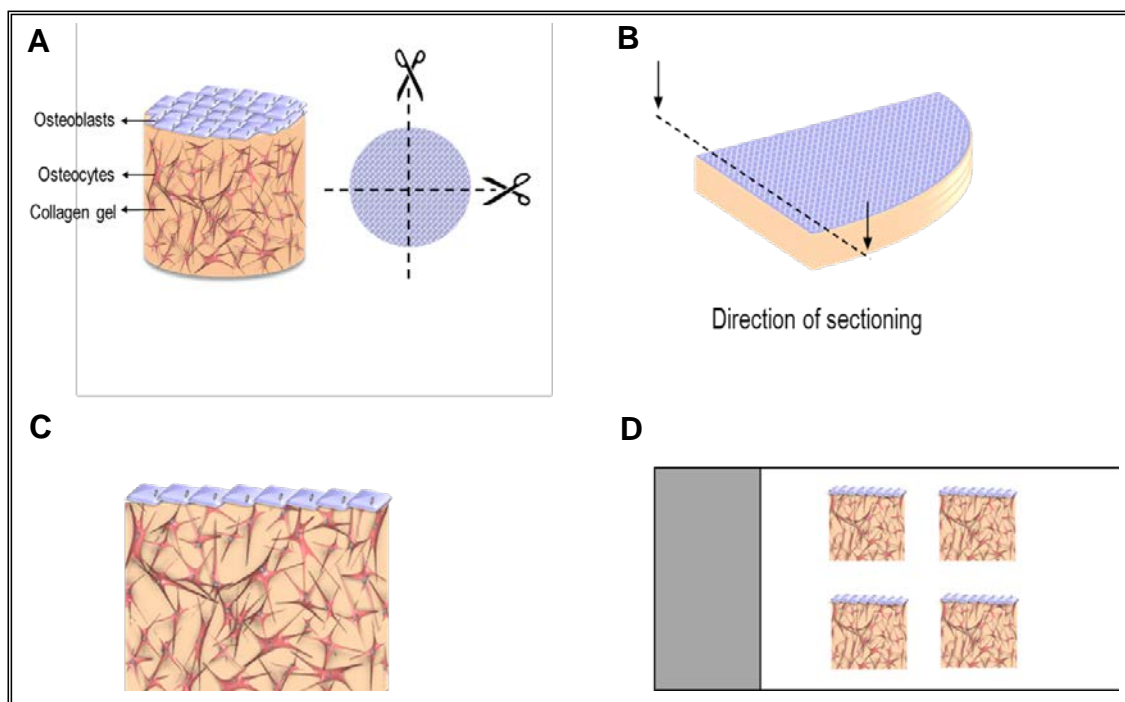 A
Osteoblasts
Osteocytes
Collagen gel
B
Direction of sectioning
C
D